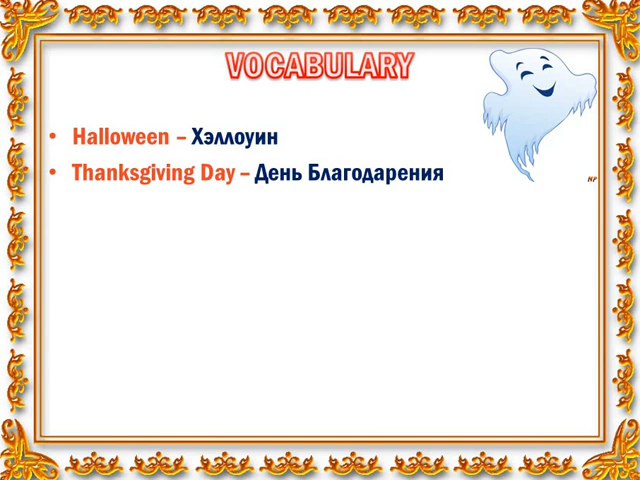 VOCABULARY
• Halloween – Хэллоуин
• Thanksgiving Day – День Благодарения